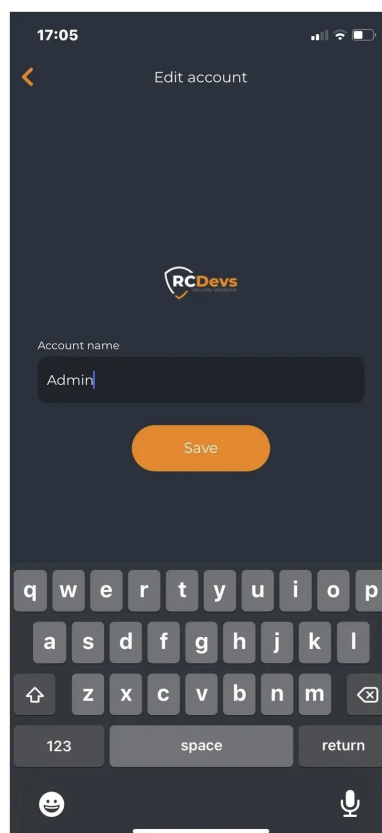 17:05
Edit account
RCDevs
security solutions
Account name
Admin
Save
q w e r t y u i o p
a s d f g h j k l
z x c v b n m
123 space return